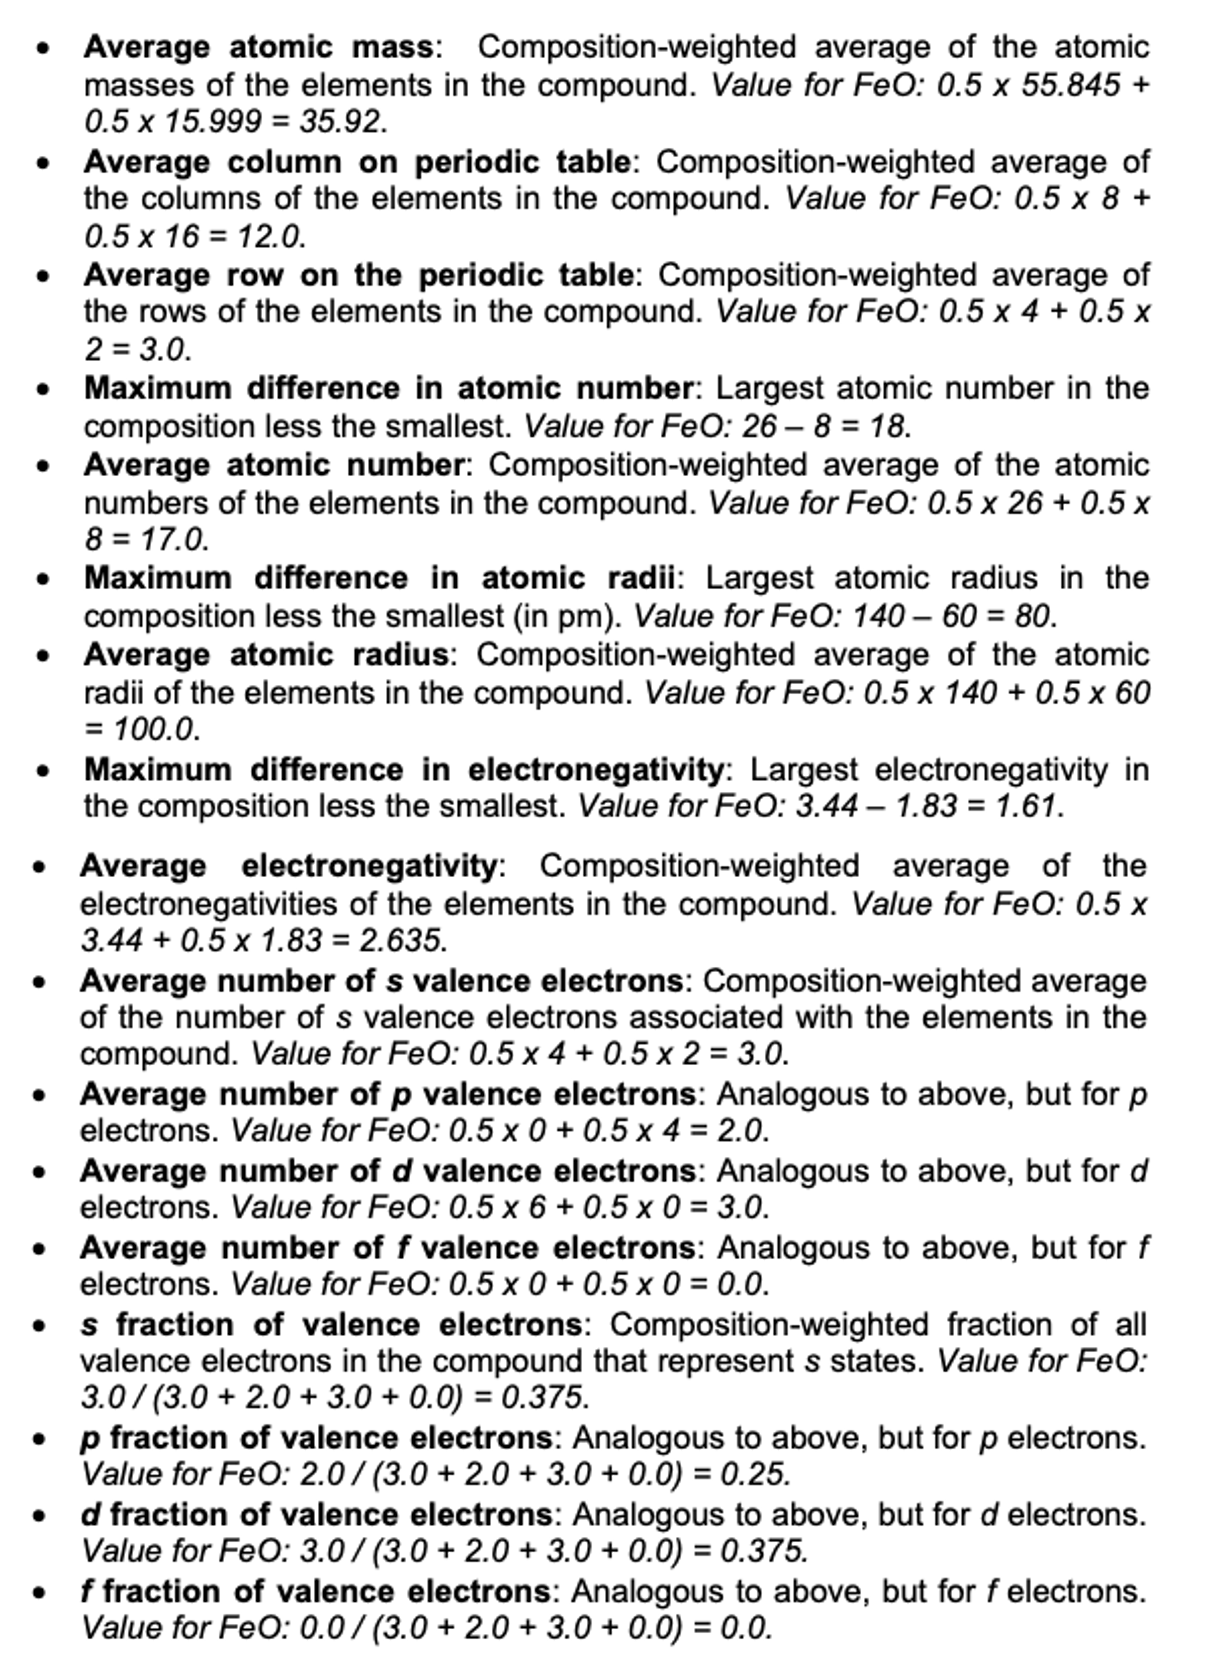 • Average atomic mass: Composition-weighted average of the atomic
masses of the elements in the compound. Value for FeO: 0.5 x 55.845 +
0.5 x 15.999 = 35.92.
• Average column on periodic table: Composition-weighted average of
the columns of the elements in the compound. Value for FeO: 0.5 x 8 +
0.5 x 16 = 12.0.
• Average row on the periodic table: Composition-weighted average of
the rows of the elements in the compound. Value for FeO: 0.5 x 4 + 0.5 x
2 = 3.0.
• Maximum difference in atomic number: Largest atomic number in the
composition less the smallest. Value for FeO: 26 – 8 = 18.
• Average atomic number: Composition-weighted average of the atomic
numbers of the elements in the compound. Value for FeO: 0.5 x 26 + 0.5 x
8 = 17.0.
• Maximum difference in atomic radii: Largest atomic radius in the
composition less the smallest (in pm). Value for FeO: 140 – 60 = 80.
• Average atomic radius: Composition-weighted average of the atomic
radii of the elements in the compound. Value for FeO: 0.5 x 140 + 0.5 x 60
= 100.0.
• Maximum difference in electronegativity: Largest electronegativity in
the composition less the smallest. Value for FeO: 3.44 – 1.83 = 1.61.
• Average electronegativity: Composition-weighted average of the
electronegativities of the elements in the compound. Value for FeO: 0.5 x
3.44 + 0.5 x 1.83 = 2.635.
• Average number of s valence electrons: Composition-weighted average
of the number of s valence electrons associated with the elements in the
compound. Value for FeO: 0.5 x 4 + 0.5 x 2 = 3.0.
• Average number of p valence electrons: Analogous to above, but for p
electrons. Value for FeO: 0.5 x 0 + 0.5 x 4 = 2.0.
• Average number of d valence electrons: Analogous to above, but for d
electrons. Value for FeO: 0.5 x 6 + 0.5 x 0 = 3.0.
• Average number of f valence electrons: Analogous to above, but for f
electrons. Value for FeO: 0.5 x 0 + 0.5 x 0 = 0.0.
• s fraction of valence electrons: Composition-weighted fraction of all
valence electrons in the compound that represent s states. Value for FeO:
3.0 / (3.0 + 2.0 + 3.0 + 0.0) = 0.375.
• p fraction of valence electrons: Analogous to above, but for p electrons.
Value for FeO: 2.0 / (3.0 + 2.0 + 3.0 + 0.0) = 0.25.
• d fraction of valence electrons: Analogous to above, but for d electrons.
Value for FeO: 3.0 / (3.0 + 2.0 + 3.0 + 0.0) = 0.375.
• f fraction of valence electrons: Analogous to above, but for f electrons.
Value for FeO: 0.0 / (3.0 + 2.0 + 3.0 + 0.0) = 0.0.